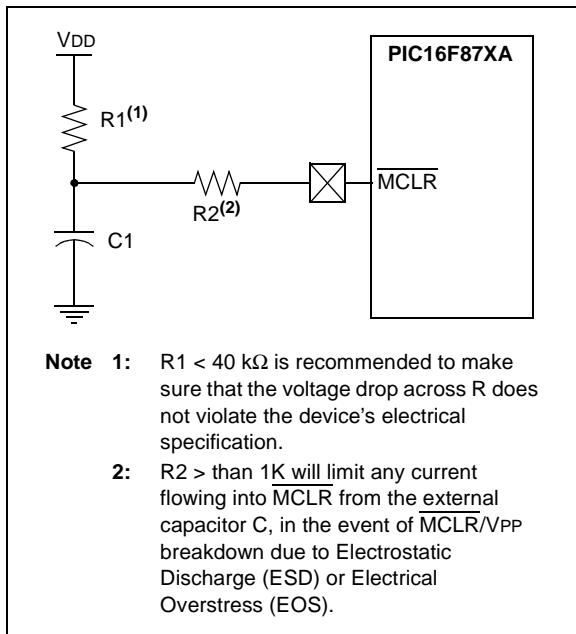 VDD
PIC16F87XA
R1(1)
MCLR
R2(2)
C1
Note 1: R1 < 40 kΩ is recommended to make
sure that the voltage drop across R does
not violate the device's electrical
specification.
2: R2 > than 1K will limit any current
flowing into MCLR from the external
capacitor C, in the event of MCLR/VPP
breakdown due to Electrostatic
Discharge (ESD) or Electrical
Overstress (EOS).